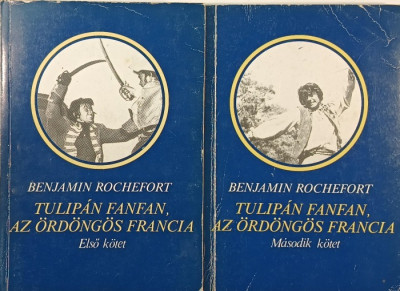 BENJAMIN ROCHEFORT
TULIPÁN FANFAN,
AZ ÖRDÖNGÖS FRANCIA
Első kötet
BENJAMIN ROCHEFORT
TULIPÁN FANFAN,
AZ ÖRDÖNGÖS FRANCIA
Második kötet